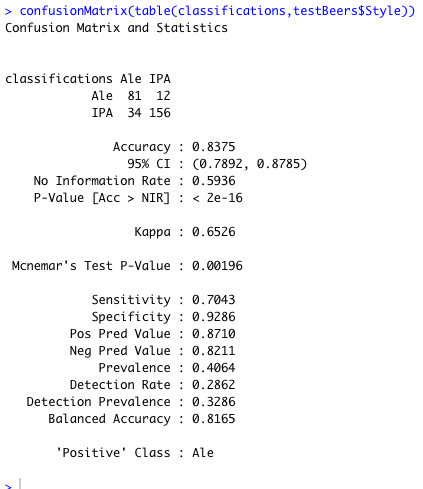 > confusionMatrix(table(classifications,testBeers$Style))
Confusion Matrix and Statistics
classifications Ale IPA
Ale 81 12
IPA 34 156
Accuracy : 0.8375
95% CI : (0.7892, 0.8785)
No Information Rate : 0.5936
P-Value [Acc > NIR] : < 2e-16
Kappa : 0.6526
Mcnemar's Test P-Value : 0.00196
Sensitivity : 0.7043
Specificity : 0.9286
Pos Pred Value : 0.8710
Neg Pred Value : 0.8211
Prevalence : 0.4064
Detection Rate : 0.2862
Detection Prevalence : 0.3286
Balanced Accuracy : 0.8165
'Positive' Class : Ale
>